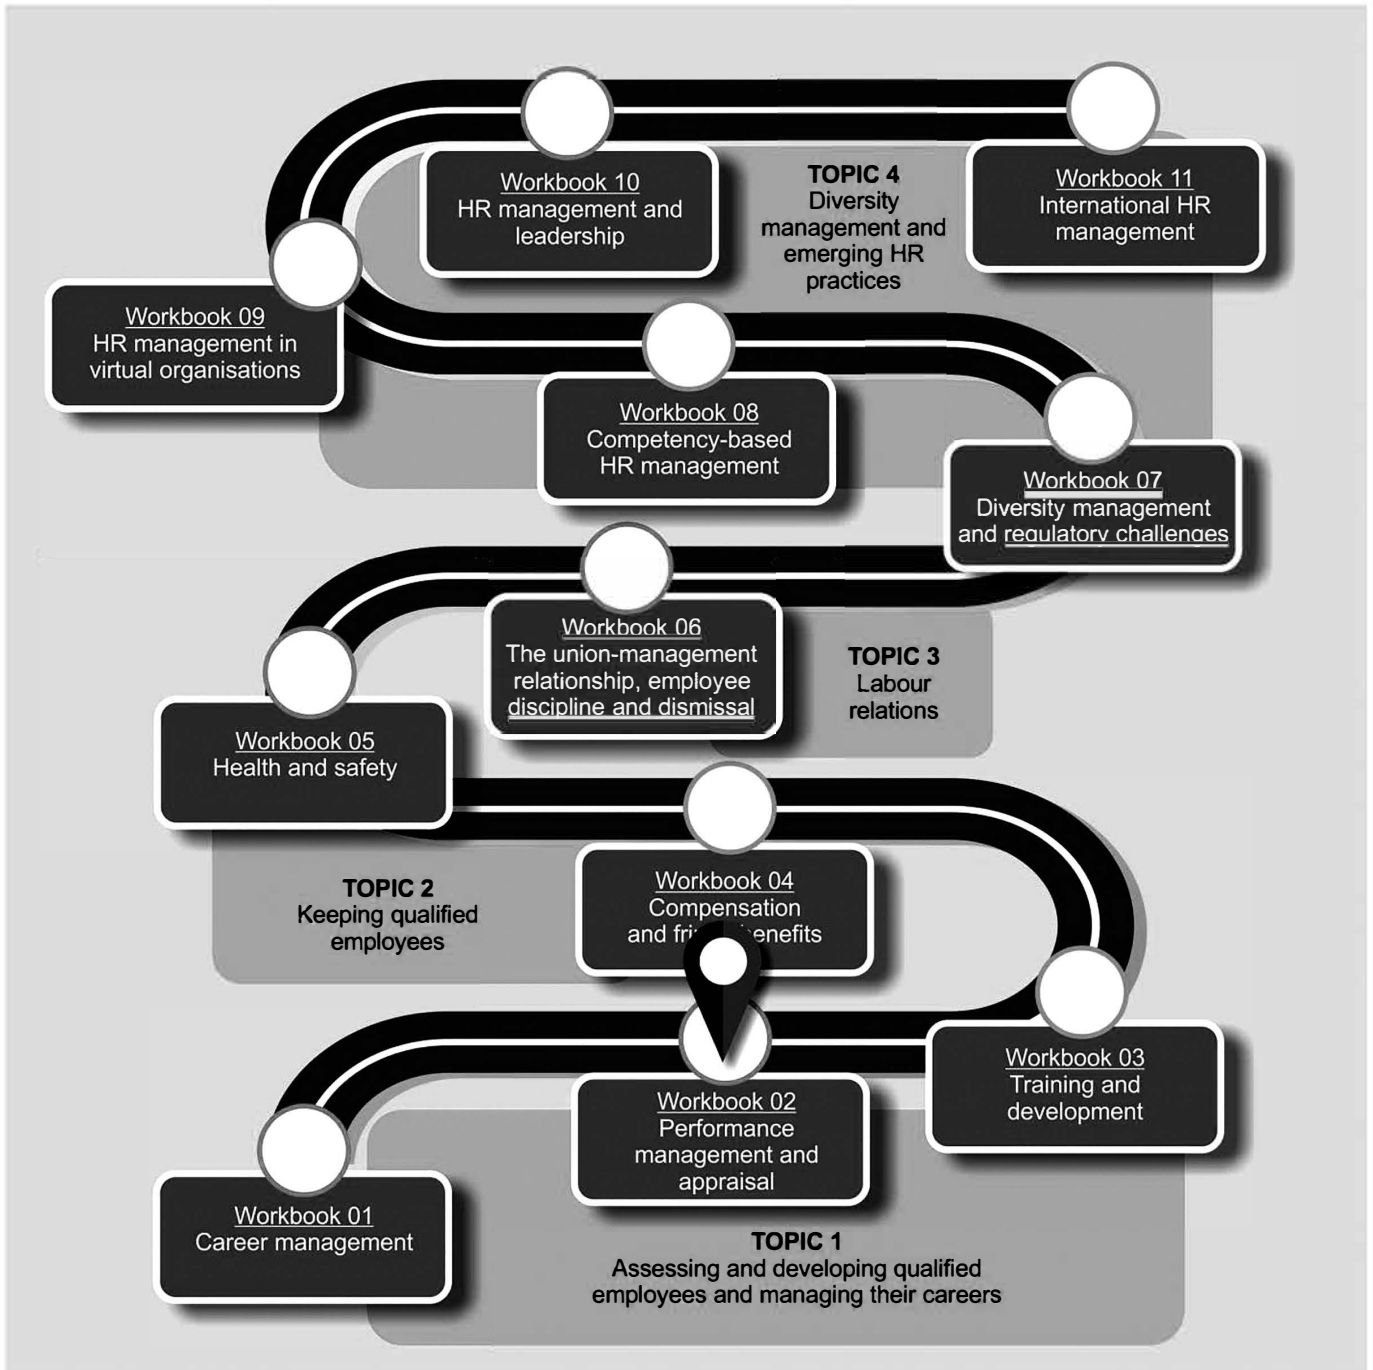 Workbook 10
HR management and
leadership
TOPIC 4
Diversity
management and
emerging HR
practices
Workbook 11
International HR
management
Workbook 09
HR management in
virtual organisations
Workbook 08
Competency-based
HR management
Workbook 07
Diversity management
and regulatory challenges
Workbook 06
The union-management
relationship, employee
discipline and dismissal
TOPIC 3
Labour
relations
Workbook 05
Health and safety
TOPIC 2
Keeping qualified
employees
Workbook 04
Compensation
and benefits
Workbook 03
Training and
development
Workbook 02
Performance
management and
appraisal
Workbook 01
Career management
TOPIC 1
Assessing and developing qualified
employees and managing their careers